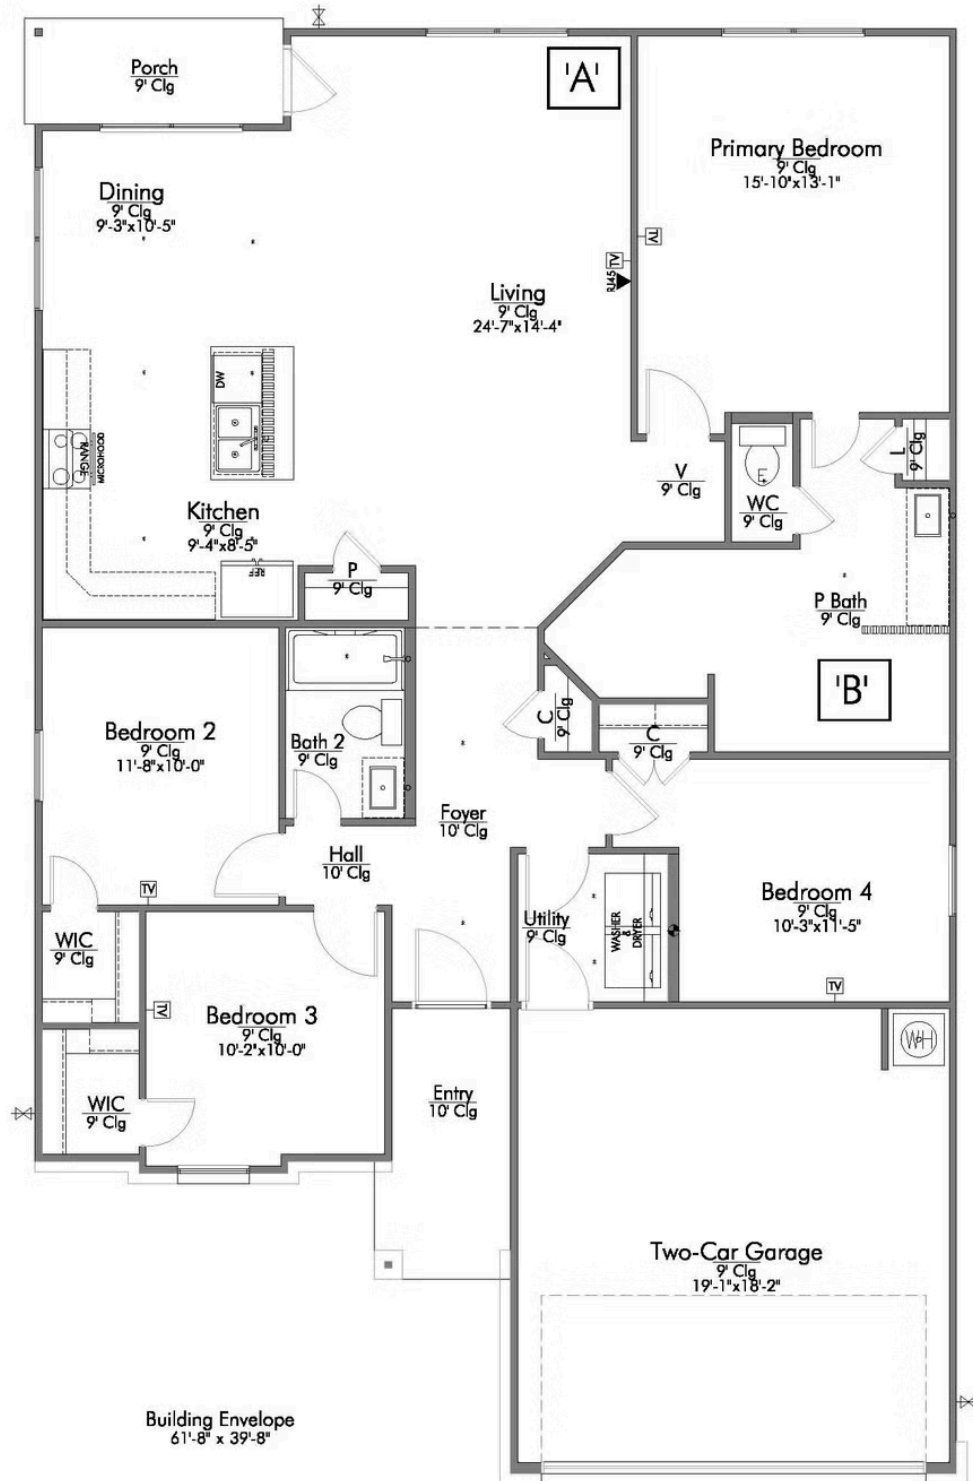 Porch
9' Clg
'A'
Primary Bedroom
9' Clg
15'-10"x13'-1"
Dining
9' Clg
9'-3"x10'-5"
TV
TV
RJ45
Living
9' Clg
24'-7"x14'-4"
DW
RANGE
MICROHOOD
L
9' Clg
V
9' Clg
WC
9' Clg
Kitchen
9' Clg
9'-4"x8'-5"
REF
P
9' Clg
P Bath
9' Clg
'B'
Bedroom 2
9' Clg
11'-8"x10'-0"
Bath 2
9' Clg
C
9' Clg
C
9' Clg
Foyer
10' Clg
Hall
10' Clg
TV
Utility
9' Clg
WASHER
&
DRYER
Bedroom 4
9' Clg
10'-3"x11'-5"
TV
WIC
9' Clg
TV
Bedroom 3
9' Clg
10'-2"x10'-0"
WH
WIC
9' Clg
Entry
10' Clg
Two-Car Garage
9' Clg
19'-1"x18'-2"
Building Envelope
61'-8" x 39'-8"